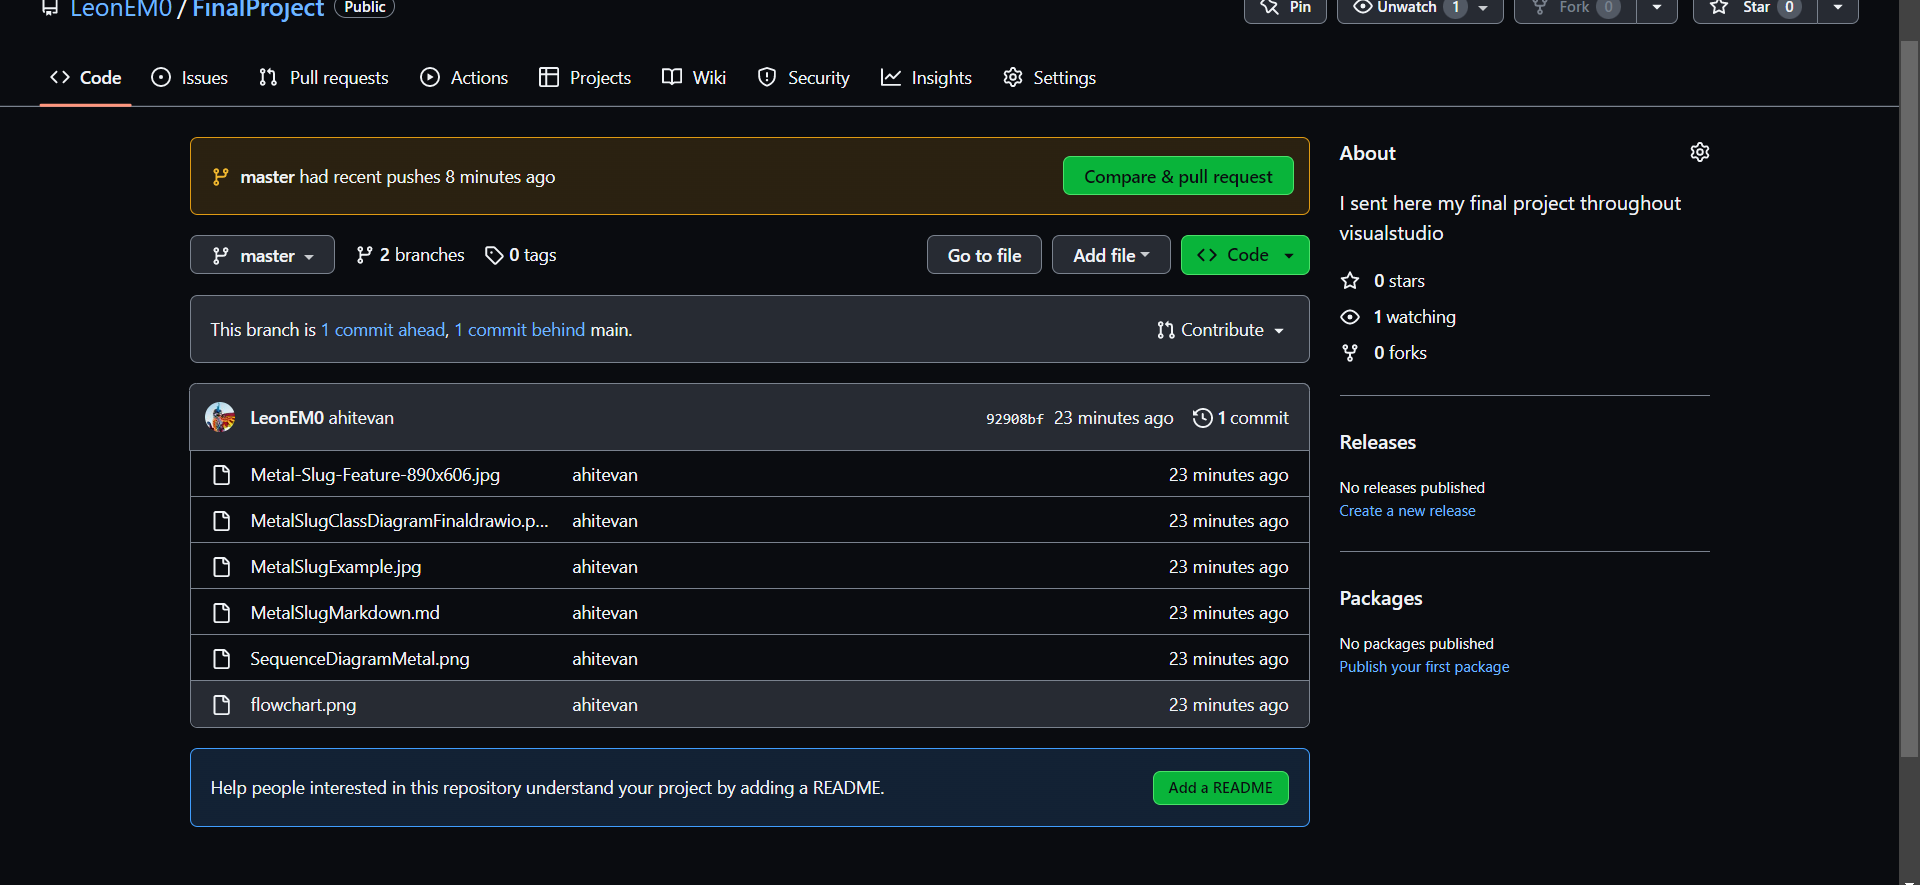 LeonEM0 / FinalProject Public
Pin Unwatch 1 Fork 0 Star 0
Code Issues Pull requests Actions Projects Wiki Security Insights Settings
master had recent pushes 8 minutes ago Compare & pull request
master 2 branches 0 tags Go to file Add file Code
This branch is 1 commit ahead, 1 commit behind main. Contribute
LeonEM0 ahitevan 92908bf 23 minutes ago 1 commit
Metal-Slug-Feature-890x606.jpg ahitevan 23 minutes ago
MetalSlugClassDiagramFinaldrawio.p... ahitevan 23 minutes ago
MetalSlugExample.jpg ahitevan 23 minutes ago
MetalSlugMarkdown.md ahitevan 23 minutes ago
SequenceDiagramMetal.png ahitevan 23 minutes ago
flowchart.png ahitevan 23 minutes ago
Help people interested in this repository understand your project by adding a README. Add a README
About
I sent here my final project throughout
visualstudio
0 stars
1 watching
0 forks
Releases
No releases published
Create a new release
Packages
No packages published
Publish your first package